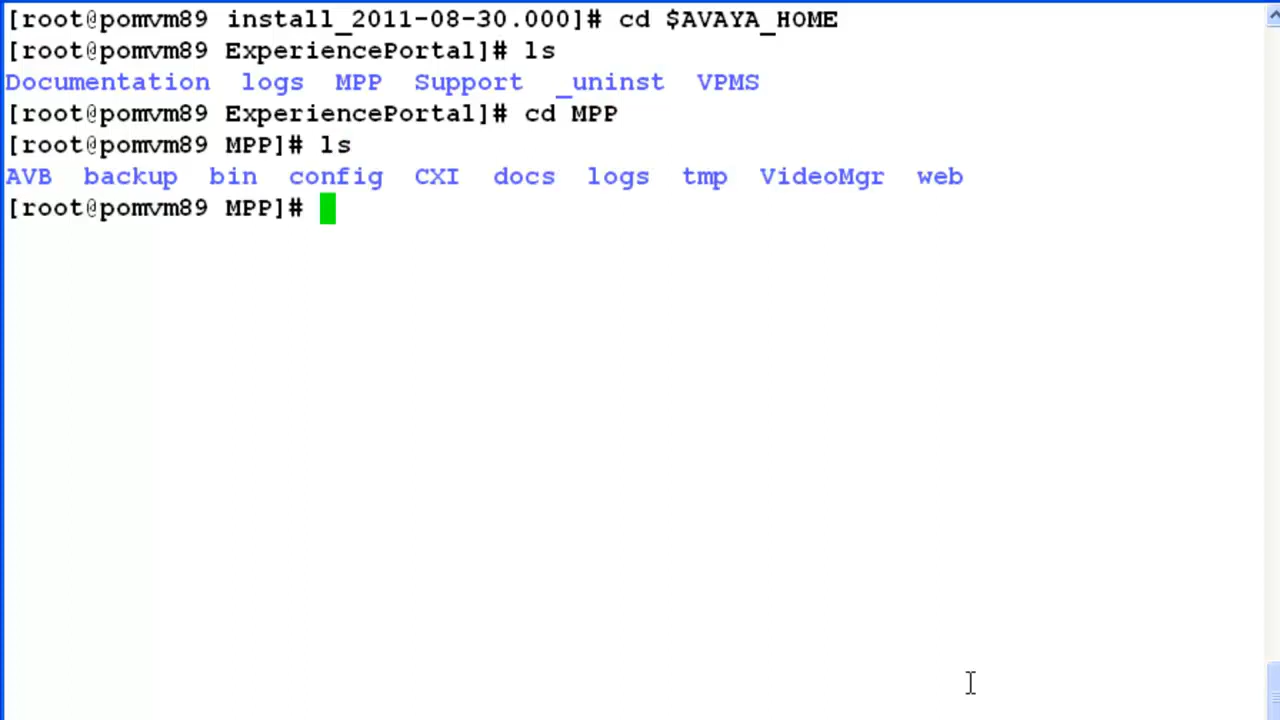 [root@pomvm89 install_2011-08-30.000]# cd $AVAYA_HOME
[root@pomvm89 ExperiencePortal]# ls
Documentation  logs  MPP  Support  _uninst  VPMS
[root@pomvm89 ExperiencePortal]# cd MPP
[root@pomvm89 MPP]# ls
AVB  backup  bin  config  CXI  docs  logs  tmp  VideoMgr  web
[root@pomvm89 MPP]#